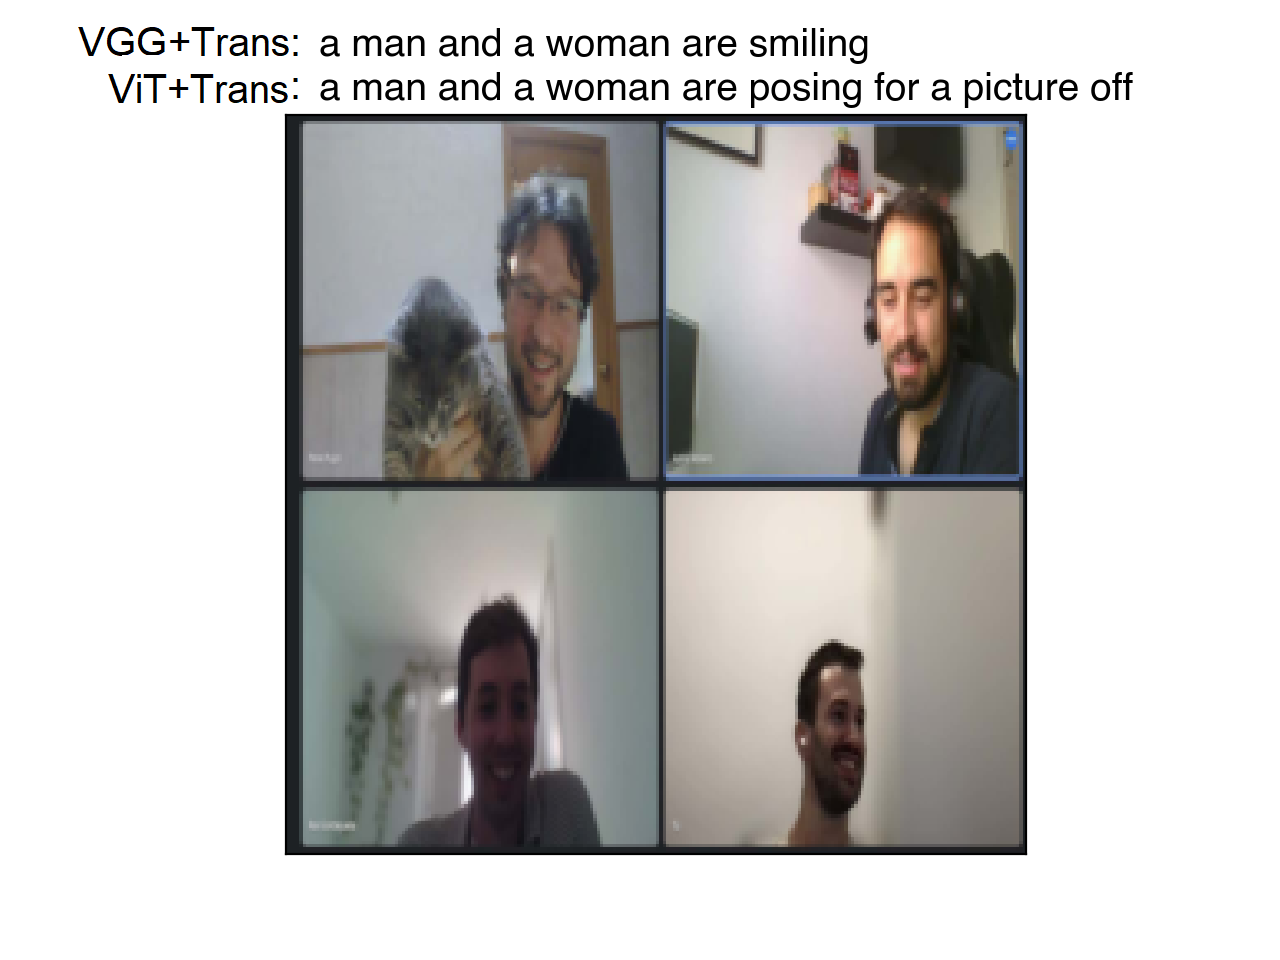 VGG+Trans: a man and a woman are smiling
ViT+Trans: a man and a woman are posing for a picture off